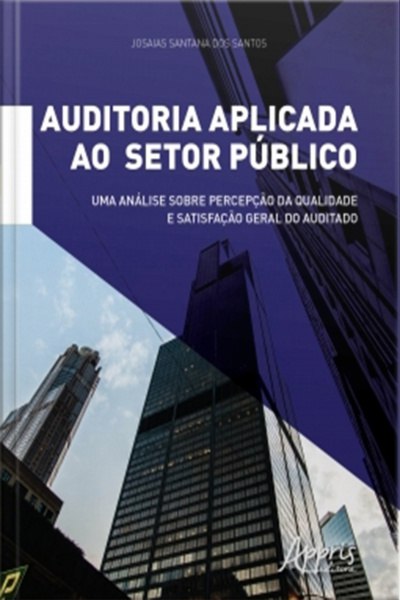 JOSAIAS SANTANA DOS SANTOS
AUDITORIA APLICADA
AO SETOR PÚBLICO
UMA ANÁLISE SOBRE PERCEPÇÃO DA QUALIDADE
E SATISFAÇÃO GERAL DO AUDITADO
Appris
editora